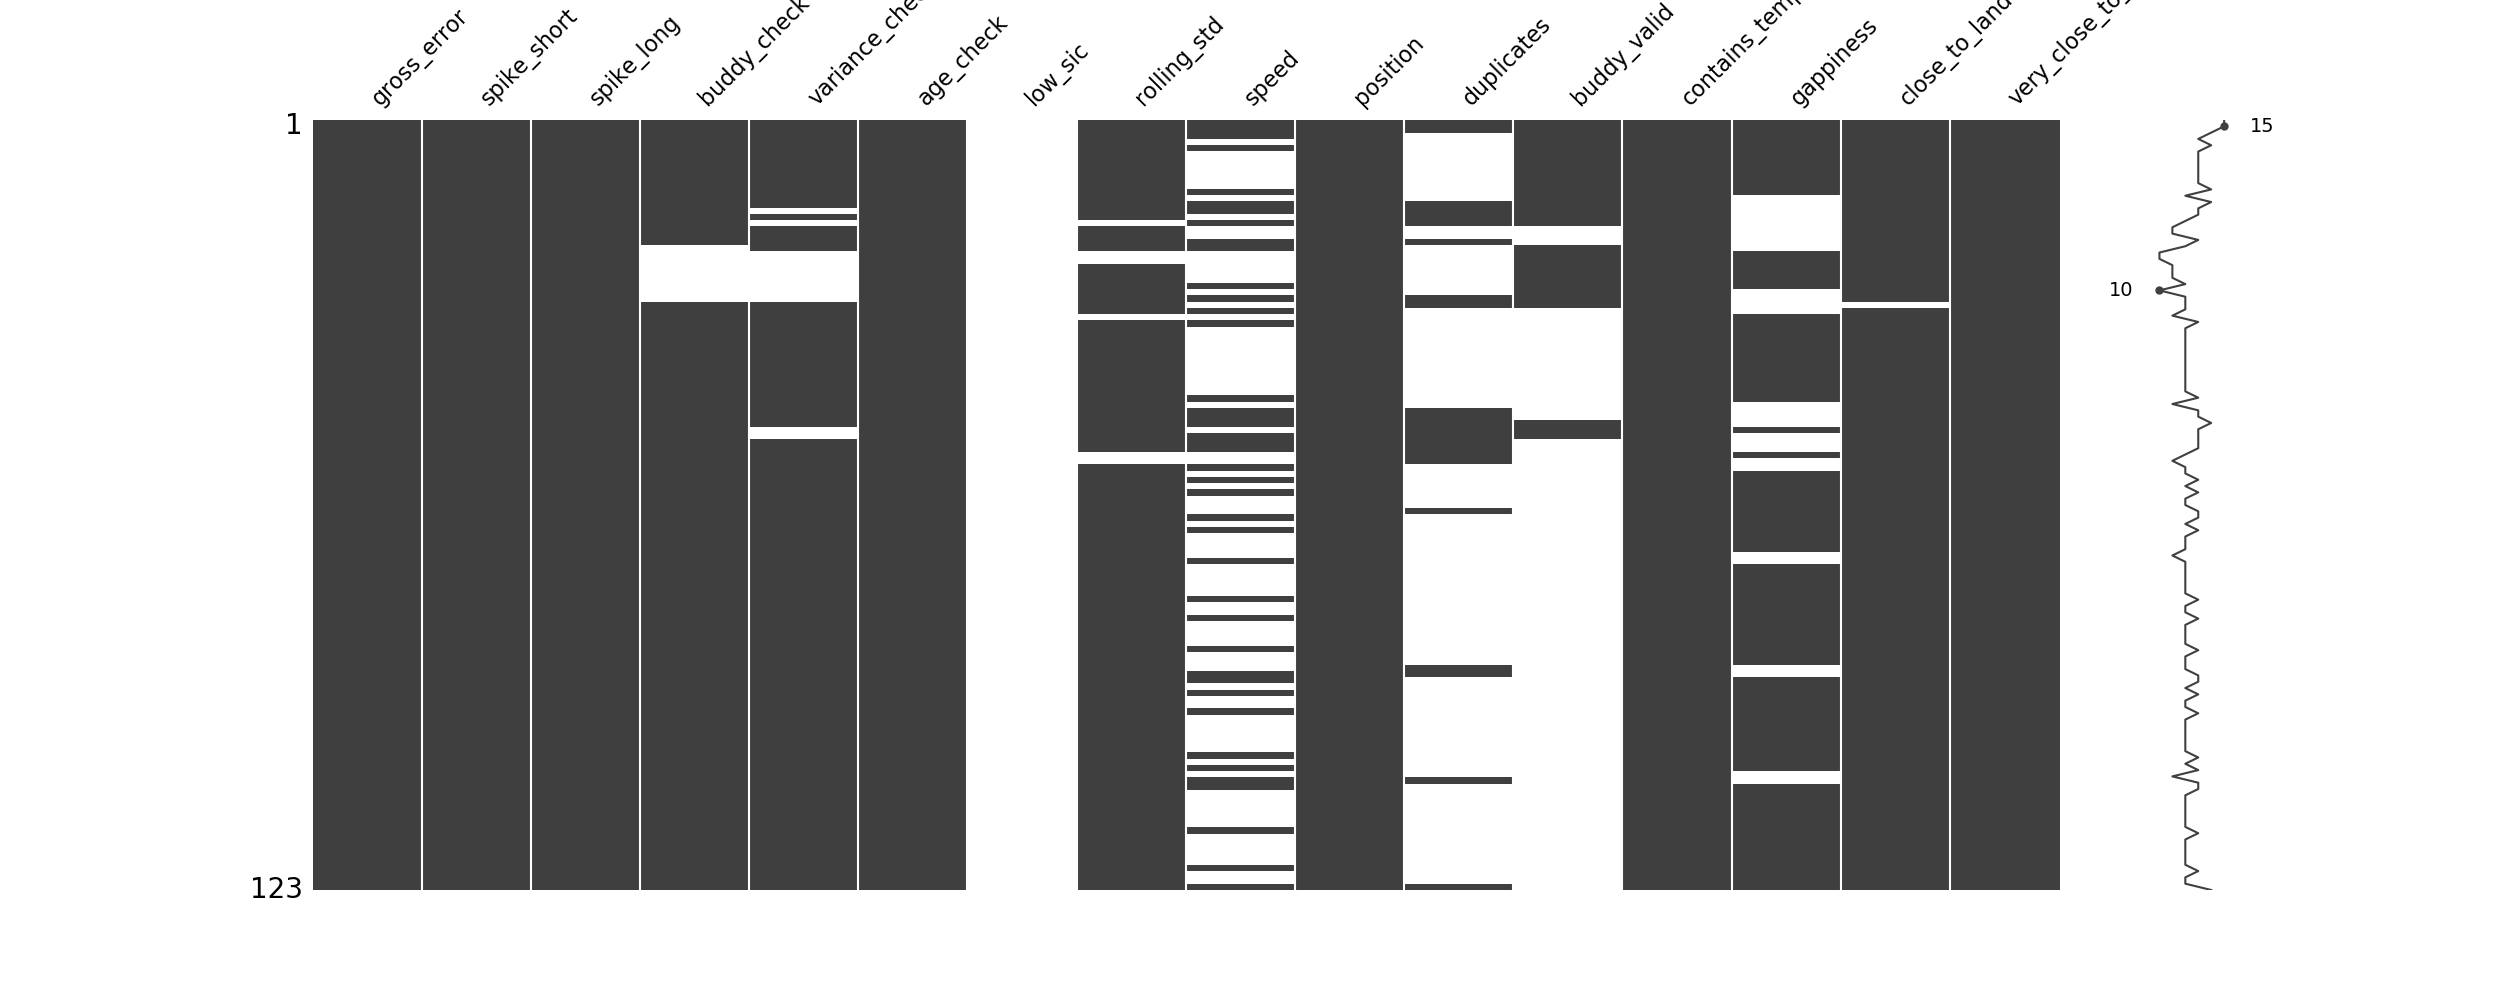 gross_error
spike_short
spike_long
buddy_check
age_check
low_sic
rolling_std
speed
position
duplicates
buddy_valid
gappiness
close_to_land
1
15
10
123